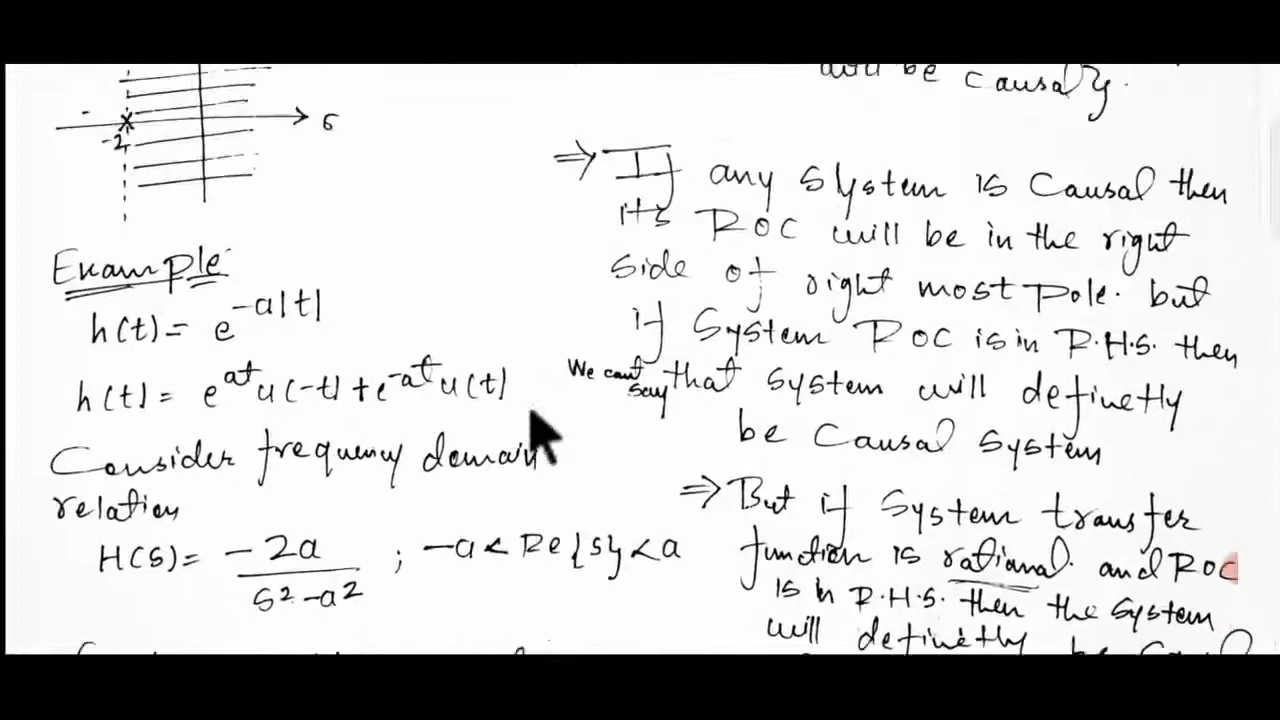 -2
σ
Example
h(t) = e^{-a|t|}
h(t) = e^{at} u(-t) + e^{-at} u(t)
Consider frequency domain
relation
H(s) = -2a / (s² - a²) ; -a < Re{s} < a
be causal
⇒ If any system is Causal then
its ROC will be in the right
side of right most pole. but
if System ROC is in R.H.S. then
We can't say that system will definetly
be Causal System
⇒ But if System transfer
function is rational. and ROC
is in R.H.S. then the System
will definetly be